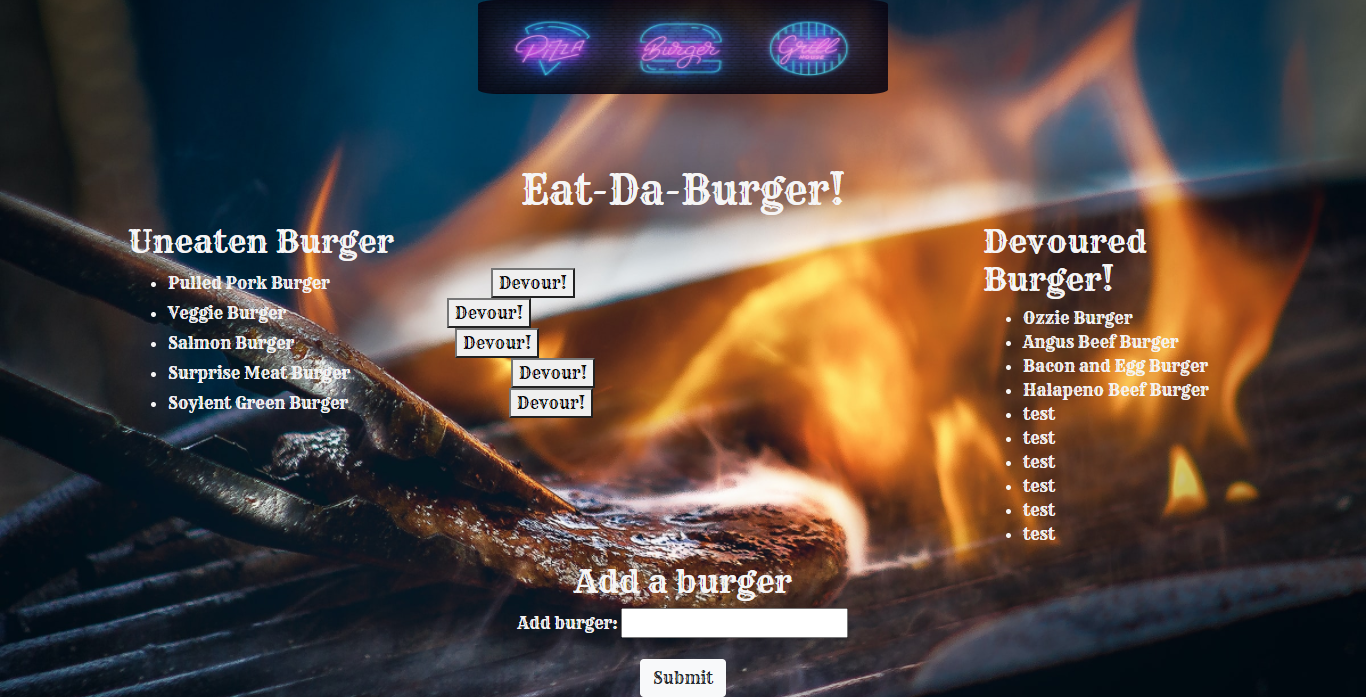 Pizza Burger Grill
HOUSE
Eat-Da-Burger!
Uneaten Burger
Pulled Pork Burger Devour!
Veggie Burger Devour!
Salmon Burger Devour!
Surprise Meat Burger Devour!
Soylent Green Burger Devour!
Devoured
Burger!
Ozzie Burger
Angus Beef Burger
Bacon and Egg Burger
Halapeno Beef Burger
test
test
test
test
test
test
Add a burger
Add burger:
Submit